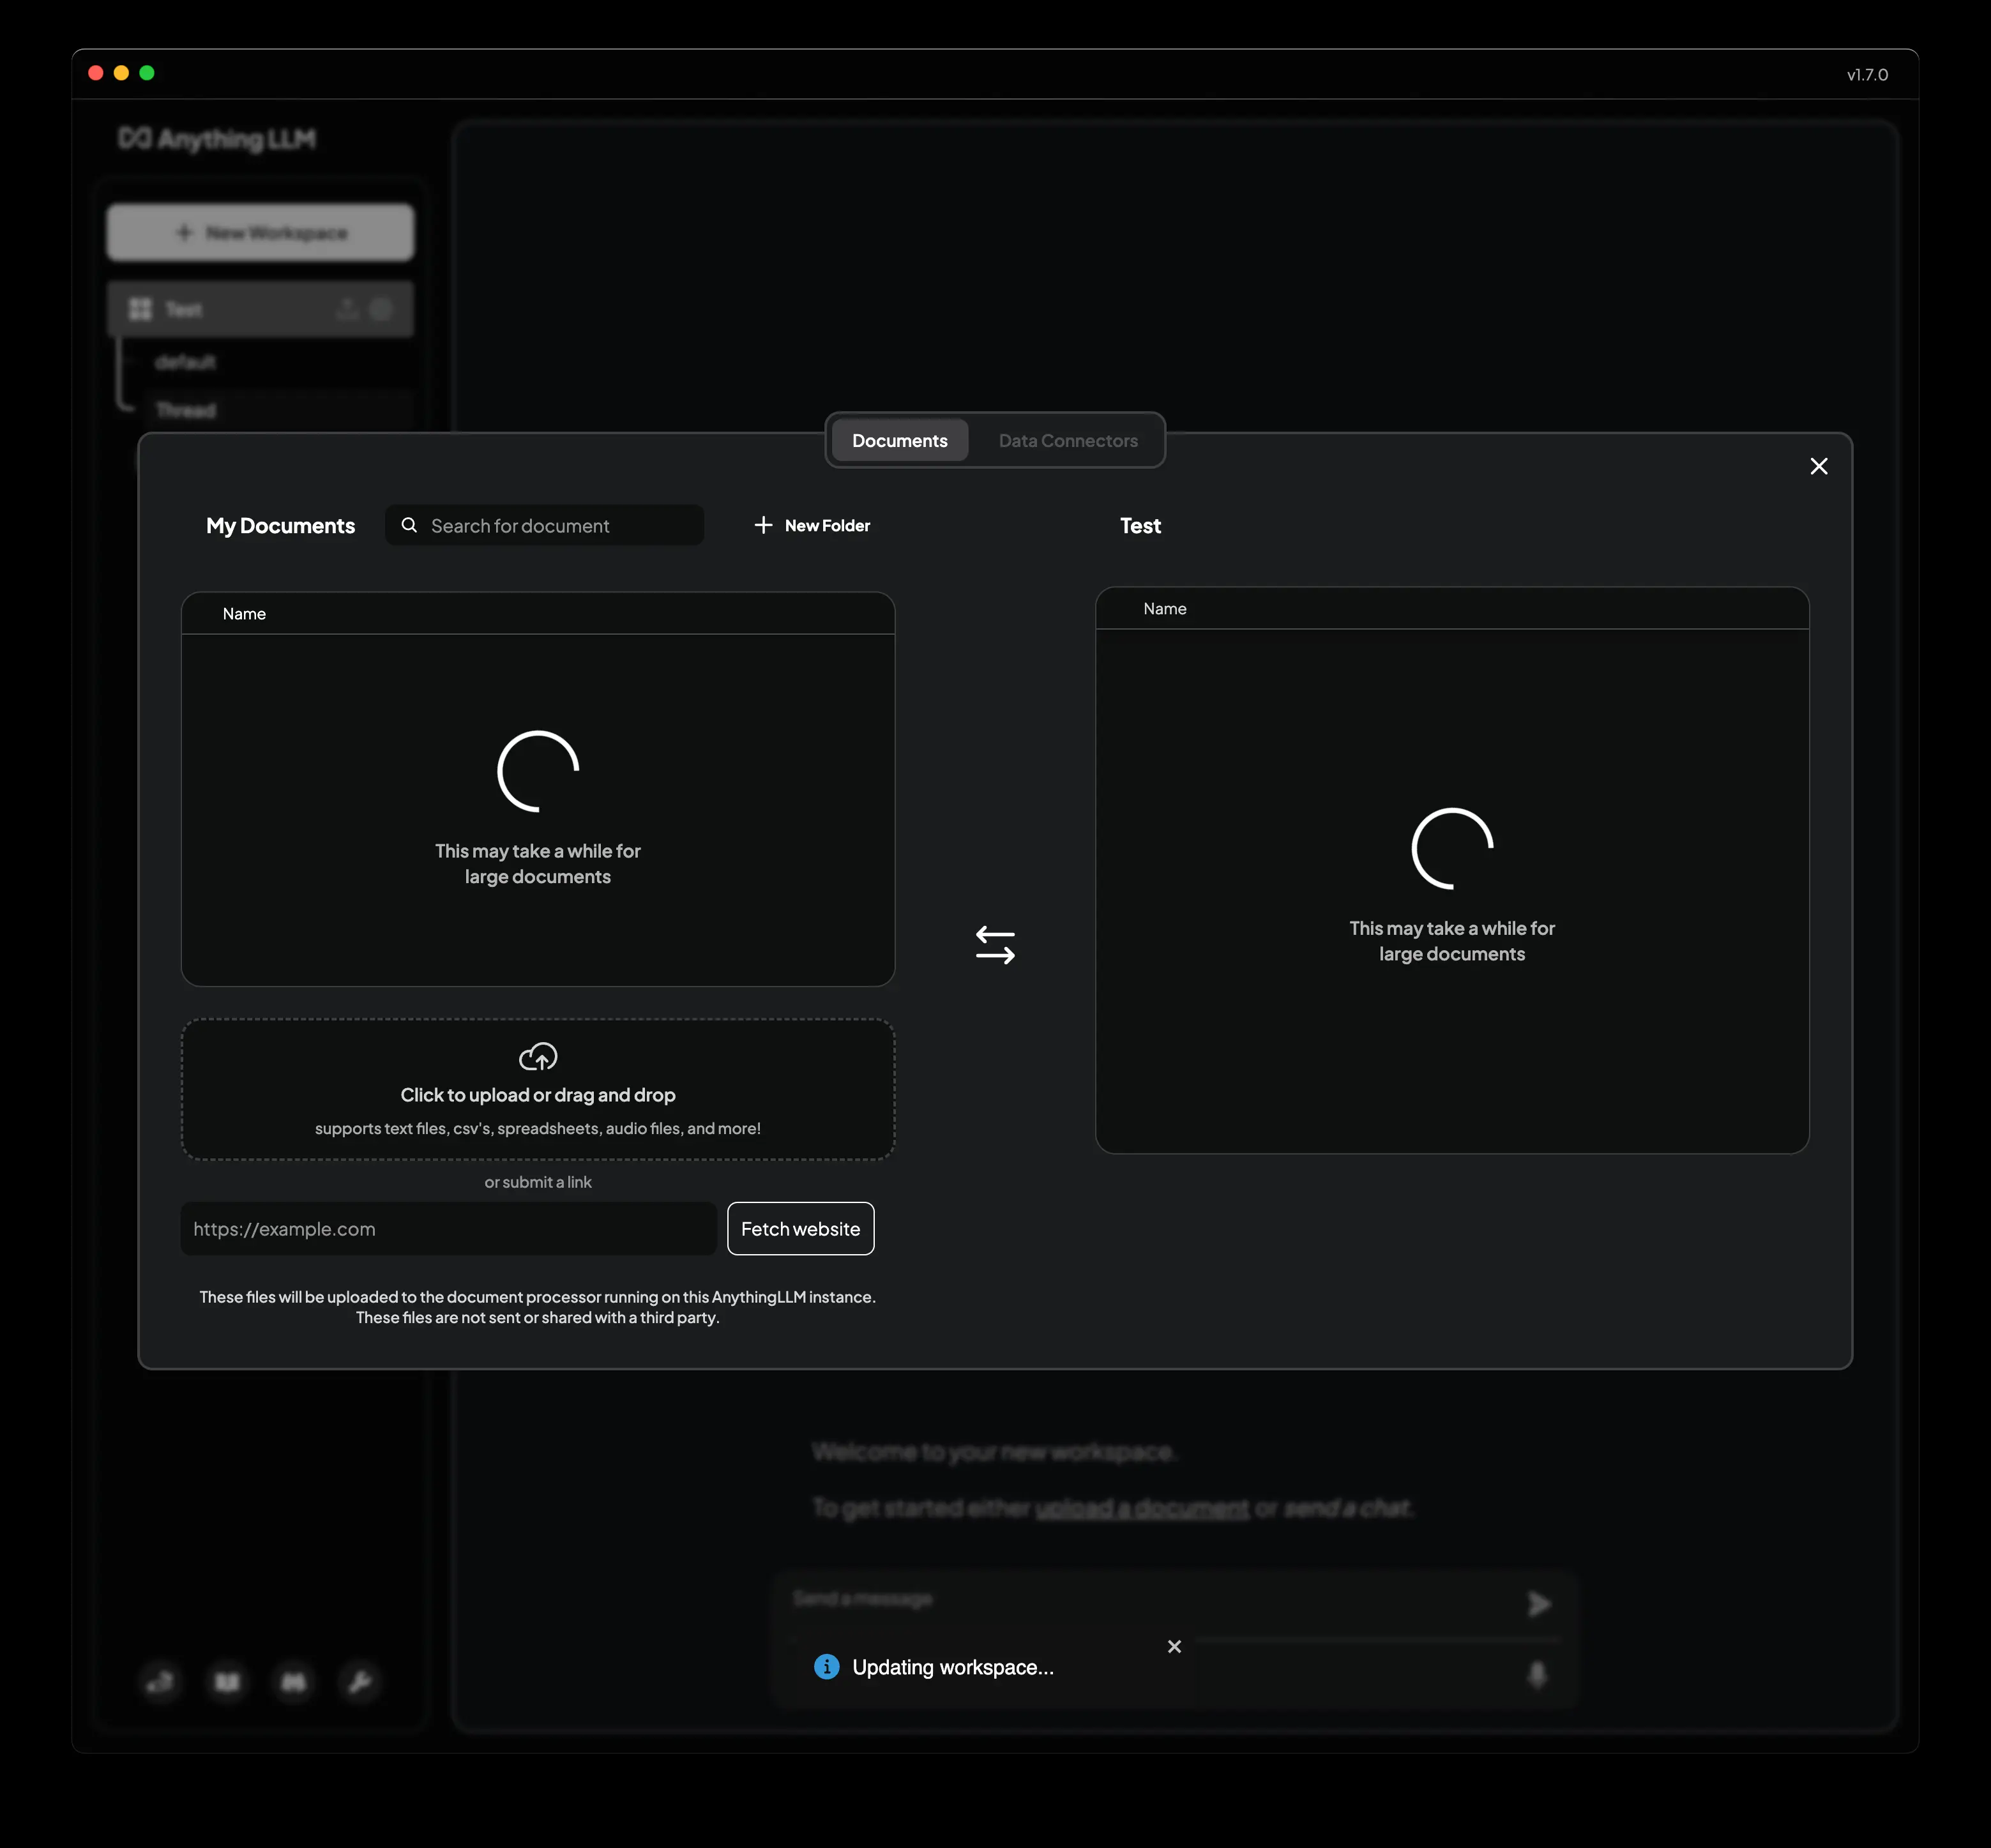 v1.7.0
Anything LLM
New Workspace
Test
default
Thread
Documents
Data Connectors
My Documents
Search for document
New Folder
Test
Name
Name
This may take a while for
large documents
This may take a while for
large documents
Click to upload or drag and drop
supports text files, csv's, spreadsheets, audio files, and more!
or submit a link
https://example.com
Fetch website
These files will be uploaded to the document processor running on this AnythingLLM instance.
These files are not sent or shared with a third party.
Welcome to your new workspace.
To get started either upload a document or send a chat.
Send a message
Updating workspace...